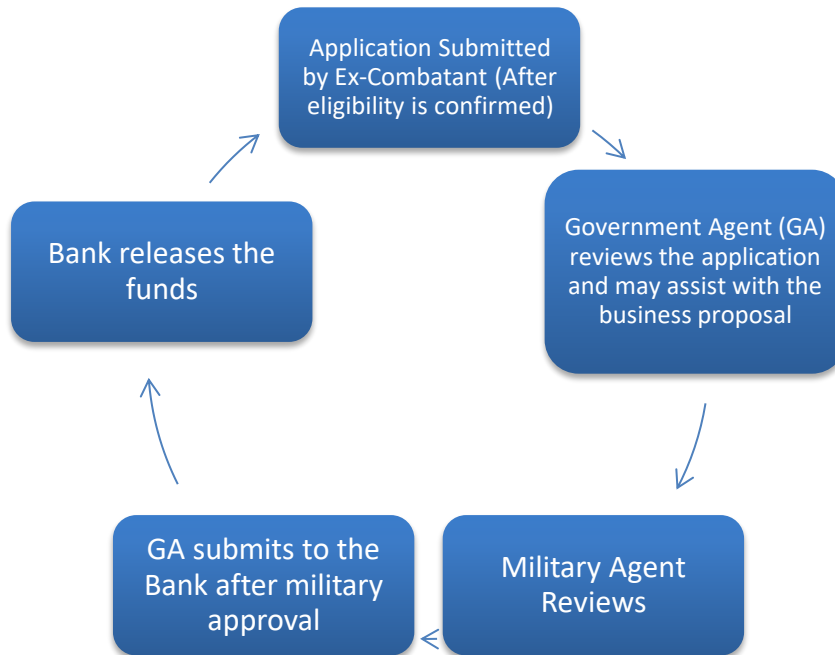 Application Submitted
by Ex-Combatant (After
eligibility is confirmed)
Government Agent (GA)
reviews the application
and may assist with the
business proposal
Military Agent
Reviews
GA submits to the
Bank after military
approval
Bank releases the
funds